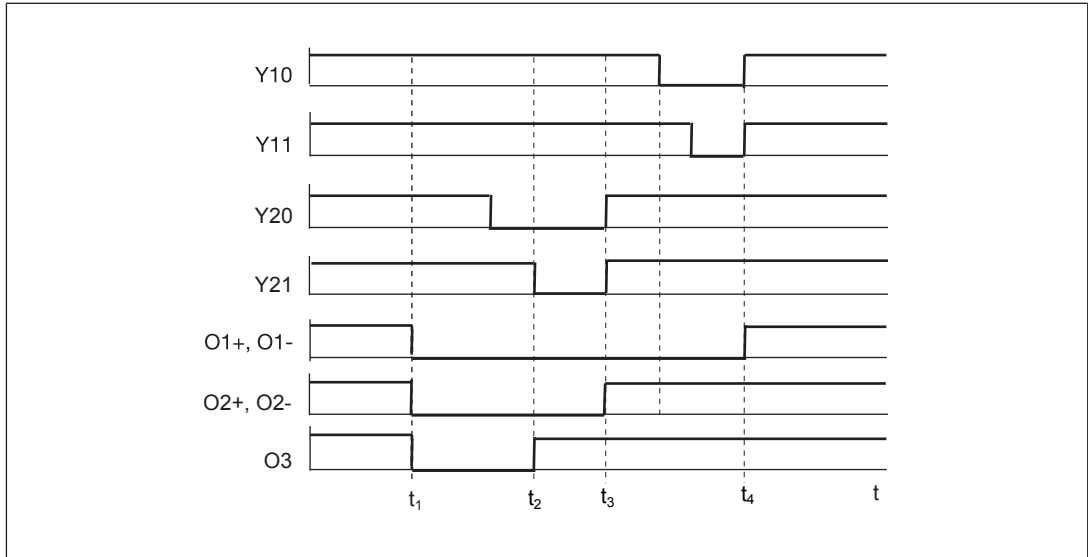 Y10
Y11
Y20
Y21
O1+, O1-
O2+, O2-
O3
t₁ t₂ t₃ t₄ t